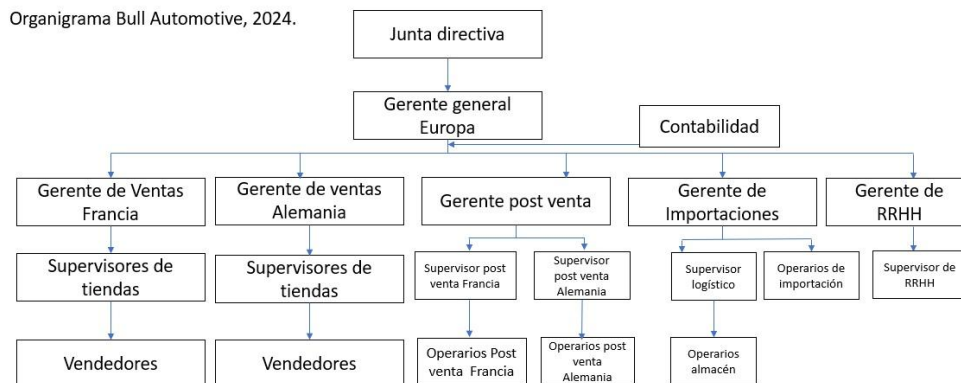 Organigrama Bull Automotive, 2024.
Junta directiva
Gerente general
Europa
Contabilidad
Gerente de Ventas
Francia
Gerente de ventas
Alemania
Gerente post venta
Gerente de
Importaciones
Gerente de
RRHH
Supervisores de
tiendas
Supervisores de
tiendas
Supervisor post
venta Francia
Supervisor
post venta
Alemania
Supervisor
logístico
Operarios de
importación
Supervisor de
RRHH
Vendedores
Vendedores
Operarios Post
venta Francia
Operarios post
venta
Alemania
Operarios
almacén